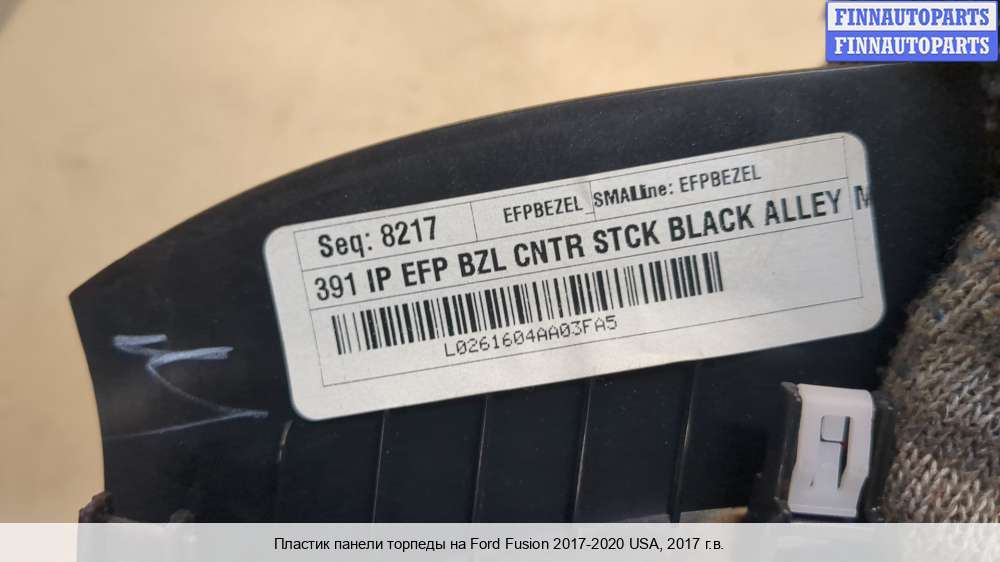 FINNAUTOPARTS
FINNAUTOPARTS
Seq: 8217
EFPBEZEL_SMALine: EFPBEZEL
391 IP EFP BZL CNTR STCK BLACK ALLEY M
L0261604AA03FA5
Пластик панели торпеды на Ford Fusion 2017-2020 USA, 2017 г.в.